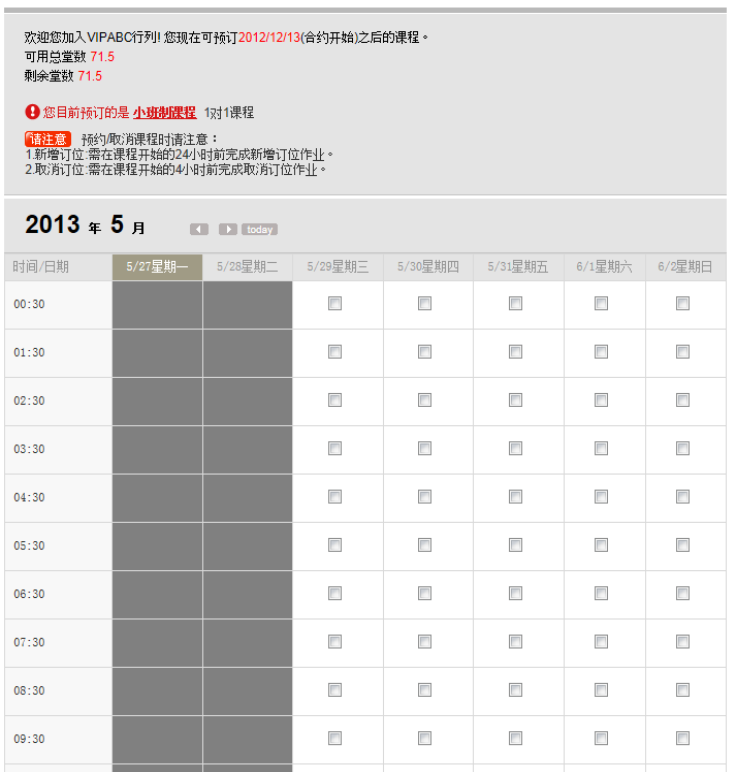 欢迎您加入VIPABC行列! 您现在可预订2012/12/13(合约开始)之后的课程。
可用总堂数 71.5
剩余堂数 71.5
您目前预订的是 小班制课程 1对1课程
请注意 预约/取消课程时请注意：
1.新增订位:需在课程开始的24小时前完成新增订位作业。
2.取消订位:需在课程开始的4小时前完成取消订位作业。
2013 年 5 月 today
时间/日期 5/27星期一 5/28星期二 5/29星期三 5/30星期四 5/31星期五 6/1星期六 6/2星期日
00:30
01:30
02:30
03:30
04:30
05:30
06:30
07:30
08:30
09:30